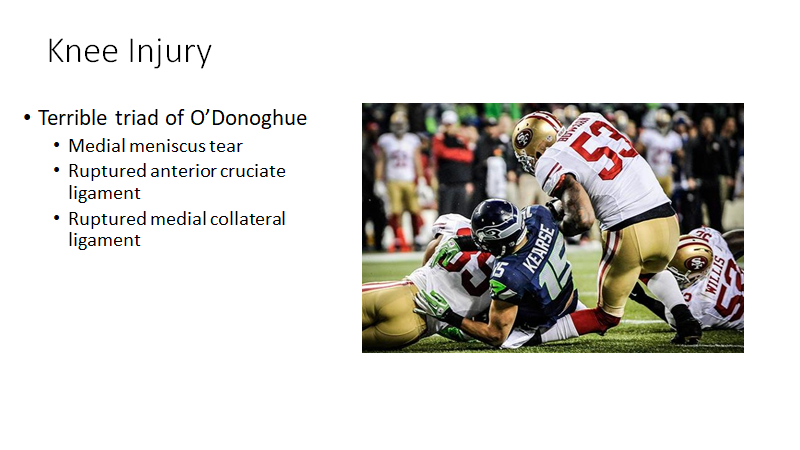 Knee Injury
• Terrible triad of O’Donoghue
• Medial meniscus tear
• Ruptured anterior cruciate
ligament
• Ruptured medial collateral
ligament
BOWMAN
53
KEARSE
15
15
WILLIS
52